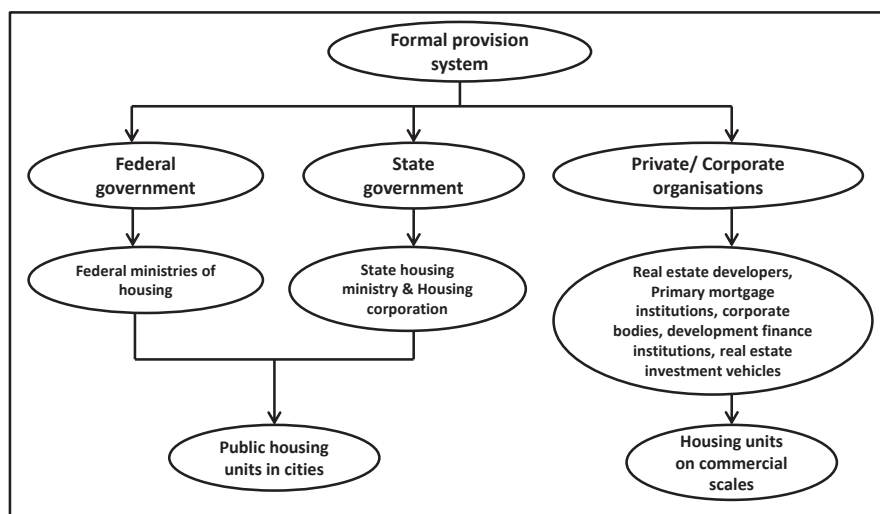 Formal provision
system
Federal
government
State
government
Private/ Corporate
organisations
Federal ministries of
housing
State housing
ministry & Housing
corporation
Real estate developers,
Primary mortgage
institutions, corporate
bodies, development finance
institutions, real estate
investment vehicles
Public housing
units in cities
Housing units
on commercial
scales